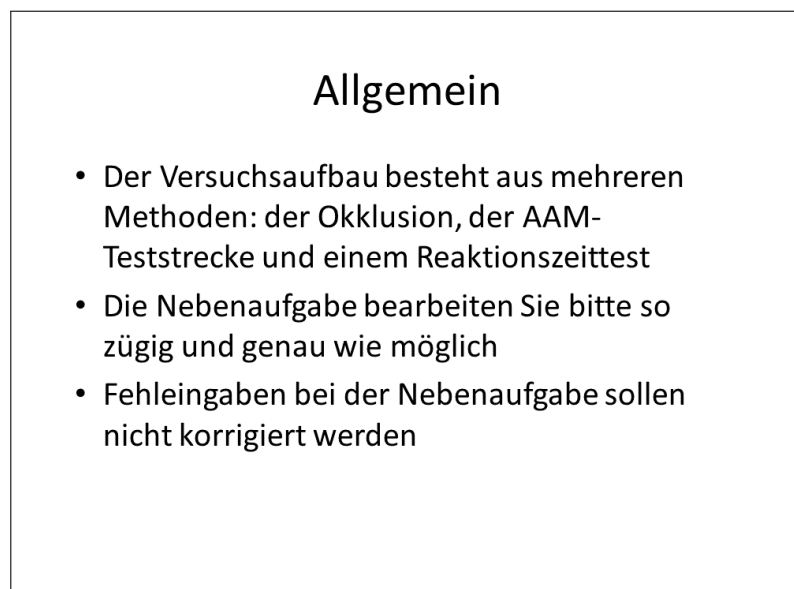 Allgemein
• Der Versuchsaufbau besteht aus mehreren
Methoden: der Okklusion, der AAM-
Teststrecke und einem Reaktionszeittest
• Die Nebenaufgabe bearbeiten Sie bitte so
zügig und genau wie möglich
• Fehleingaben bei der Nebenaufgabe sollen
nicht korrigiert werden